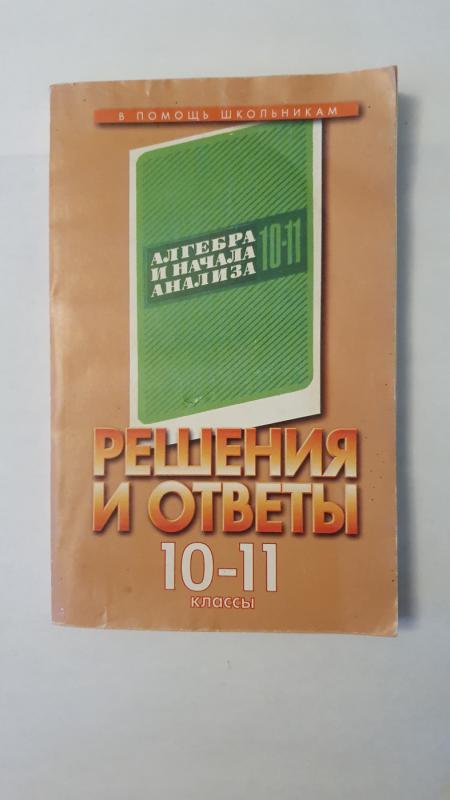 В ПОМОЩЬ ШКОЛЬНИКАМ
АЛГЕБРА
И НАЧАЛА
АНАЛИЗА
10-11
РЕШЕНИЯ
И ОТВЕТЫ
10-11
классы